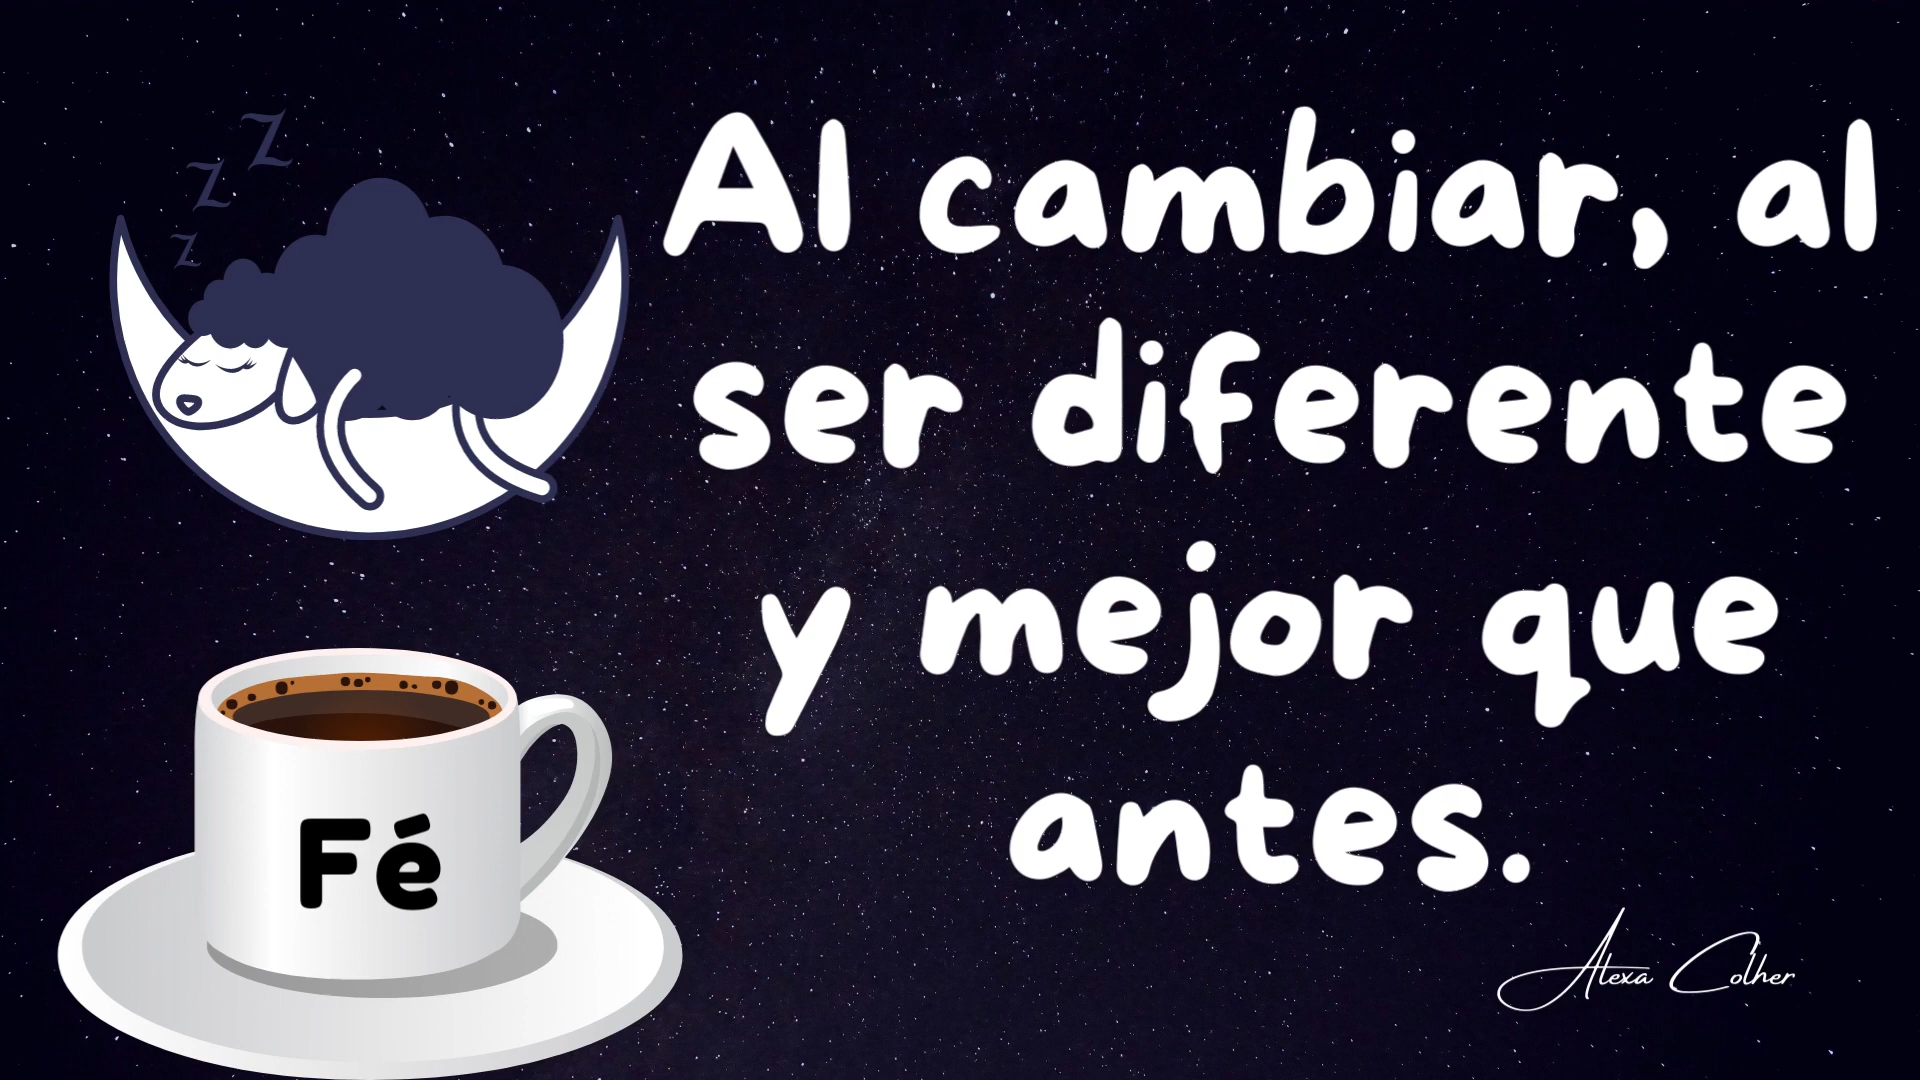 z
z
z
Al cambiar, al
ser diferente
y mejor que
antes.
Fé
Alexa Colher